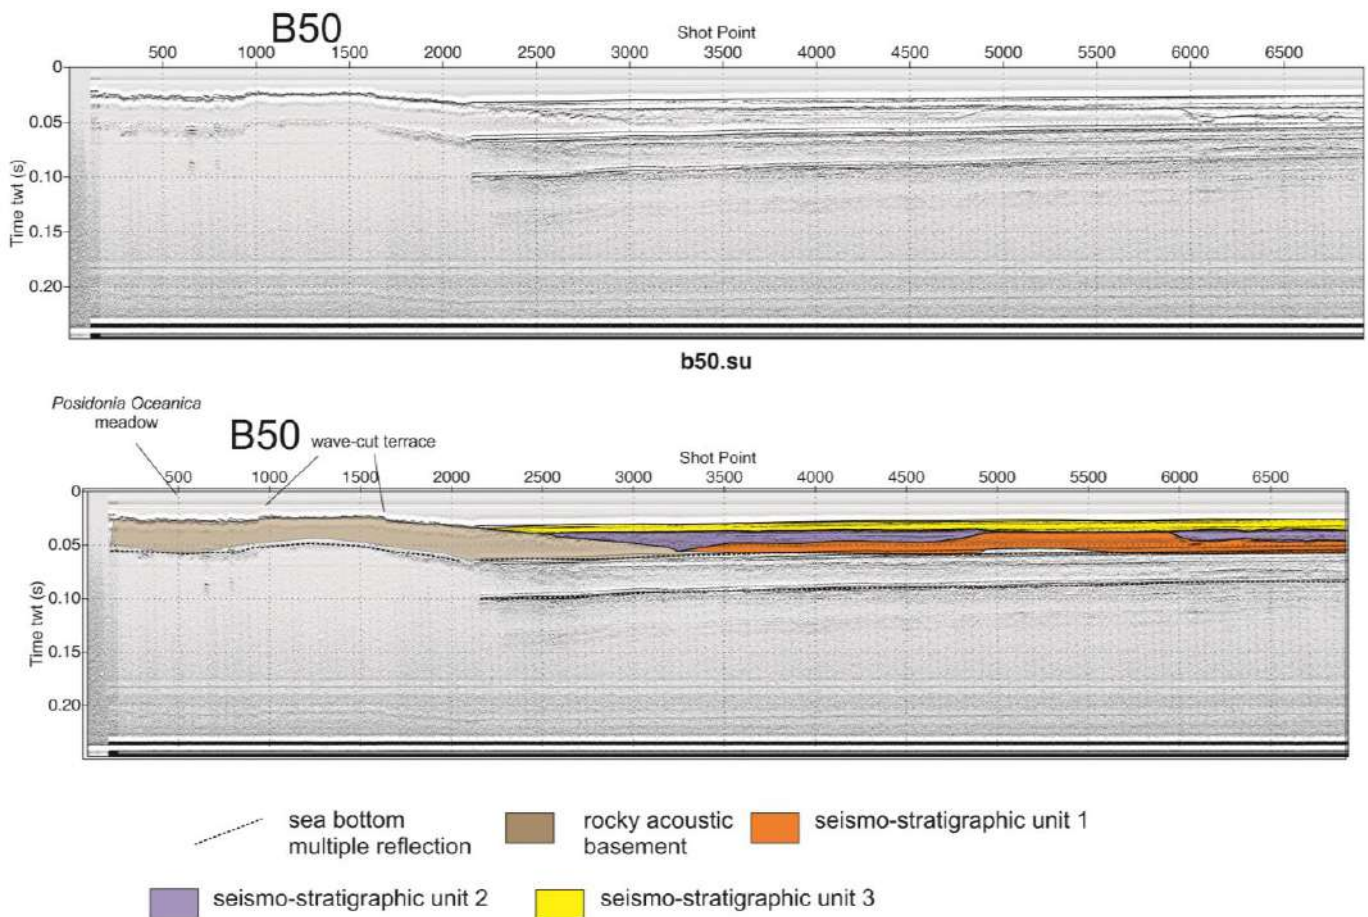 B50
Shot Point
500 1000 1500 2000 2500 3000 3500 4000 4500 5000 5500 6000 6500
0
0.05
0.10
0.15
0.20
Time twt (s)
b50.su
Posidonia Oceanica
meadow
B50
wave-cut terrace
Shot Point
500 1000 1500 2000 2500 3000 3500 4000 4500 5000 5500 6000 6500
0
0.05
0.10
0.15
0.20
Time twt (s)
sea bottom
multiple reflection
rocky acoustic
basement
seismo-stratigraphic unit 1
seismo-stratigraphic unit 2
seismo-stratigraphic unit 3